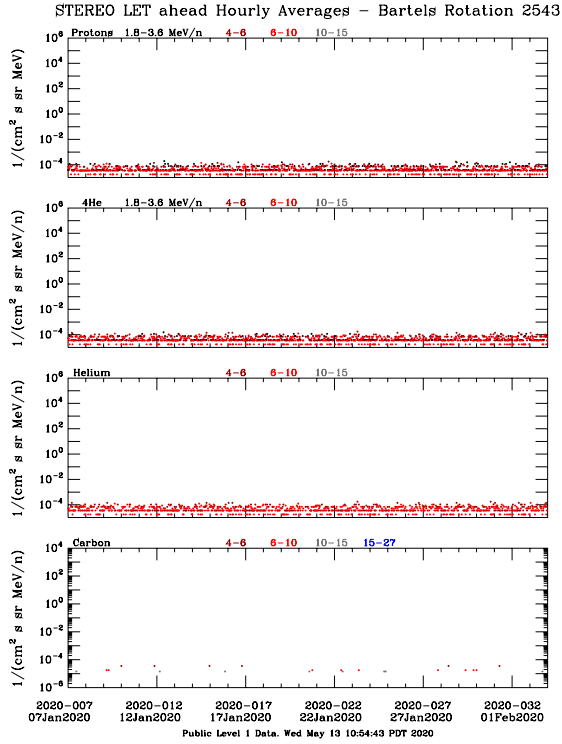 STEREO LET ahead Hourly Averages - Bartels Rotation 2543
Protons 1.8-3.6 MeV/n 4-6 6-10 10-15
10^6
10^4
10^2
10^0
10^-2
10^-4
1/(cm^2 s sr MeV)
4He 1.8-3.6 MeV/n 4-6 6-10 10-15
10^6
10^4
10^2
10^0
10^-2
10^-4
1/(cm^2 s sr MeV/n)
Helium 4-6 6-10 10-15
10^6
10^4
10^2
10^0
10^-2
10^-4
1/(cm^2 s sr MeV/n)
Carbon 4-6 6-10 10-15 15-27
10^4
10^2
10^0
10^-2
10^-4
10^-6
1/(cm^2 s sr MeV/n)
2020-007 2020-012 2020-017 2020-022 2020-027 2020-032
07Jan2020 12Jan2020 17Jan2020 22Jan2020 27Jan2020 01Feb2020
Public Level 1 Data. Wed May 13 10:54:43 PDT 2020